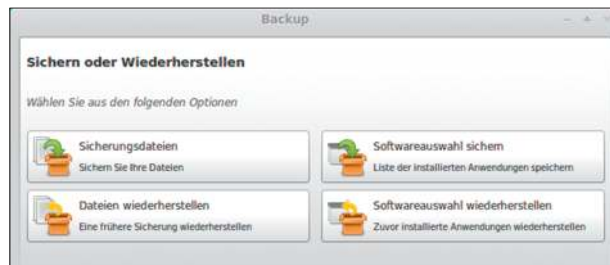 Backup
Sichern oder Wiederherstellen
Wählen Sie aus den folgenden Optionen
Sicherungsdateien
Sichern Sie Ihre Dateien
Softwareauswahl sichern
Liste der installierten Anwendungen speichern
Dateien wiederherstellen
Eine frühere Sicherung wiederherstellen
Softwareauswahl wiederherstellen
Zuvor installierte Anwendungen wiederherstellen